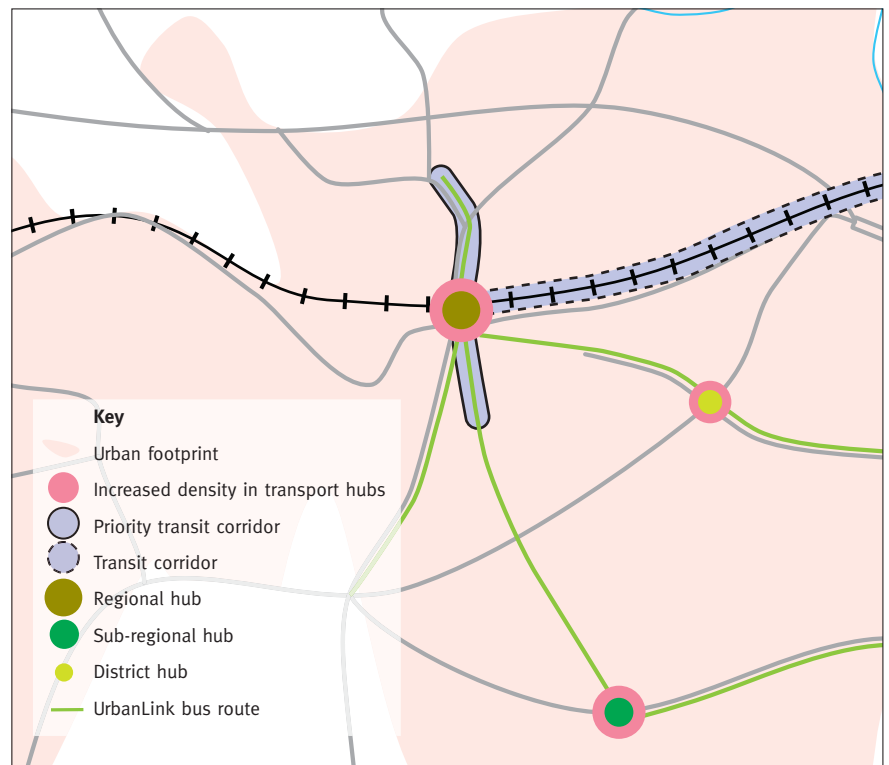 Key
Urban footprint
Increased density in transport hubs
Priority transit corridor
Transit corridor
Regional hub
Sub-regional hub
District hub
UrbanLink bus route